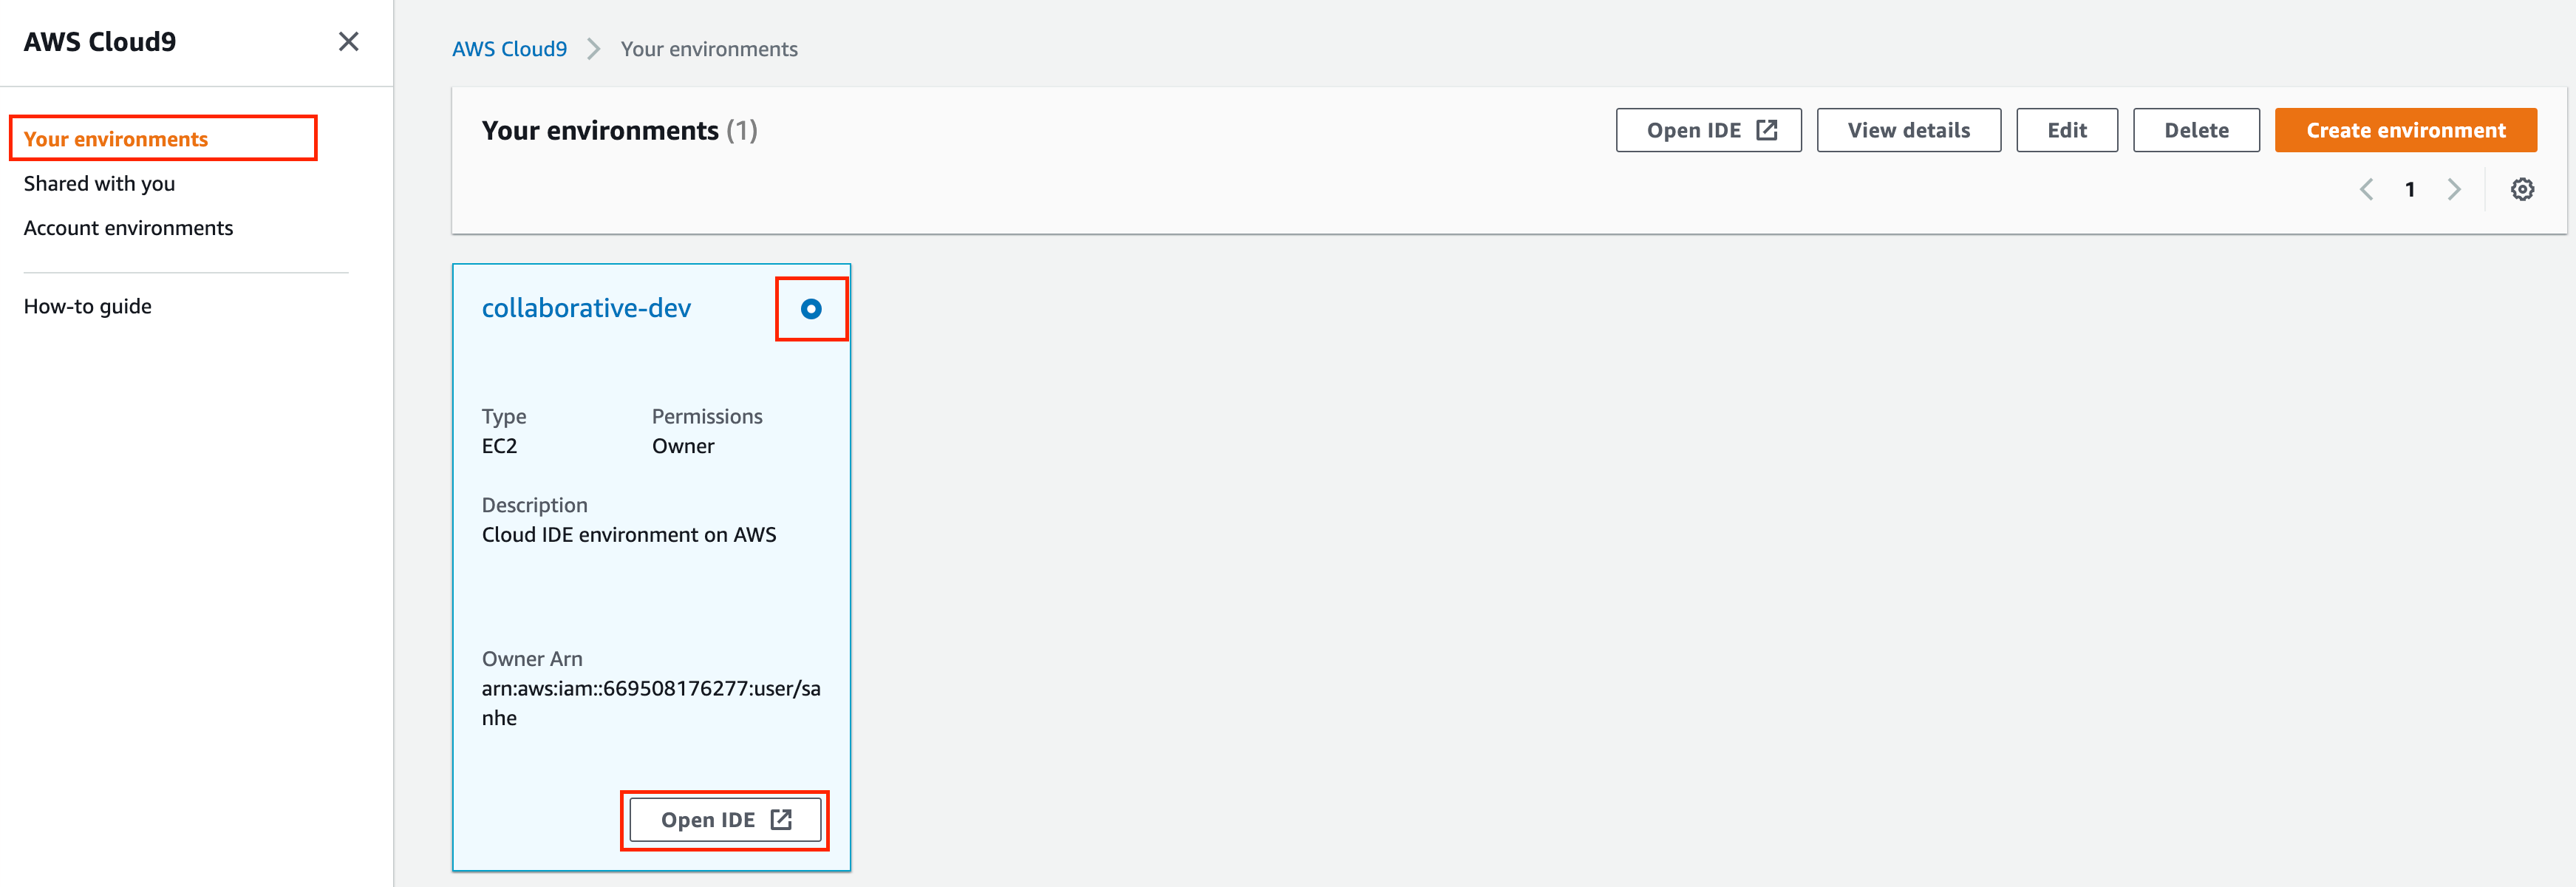 AWS Cloud9
Your environments
Shared with you
Account environments
How-to guide
AWS Cloud9 > Your environments
Your environments (1)
Open IDE
View details
Edit
Delete
Create environment
1
collaborative-dev
Type
EC2
Permissions
Owner
Description
Cloud IDE environment on AWS
Owner Arn
arn:aws:iam::669508176277:user/sa
nhe
Open IDE